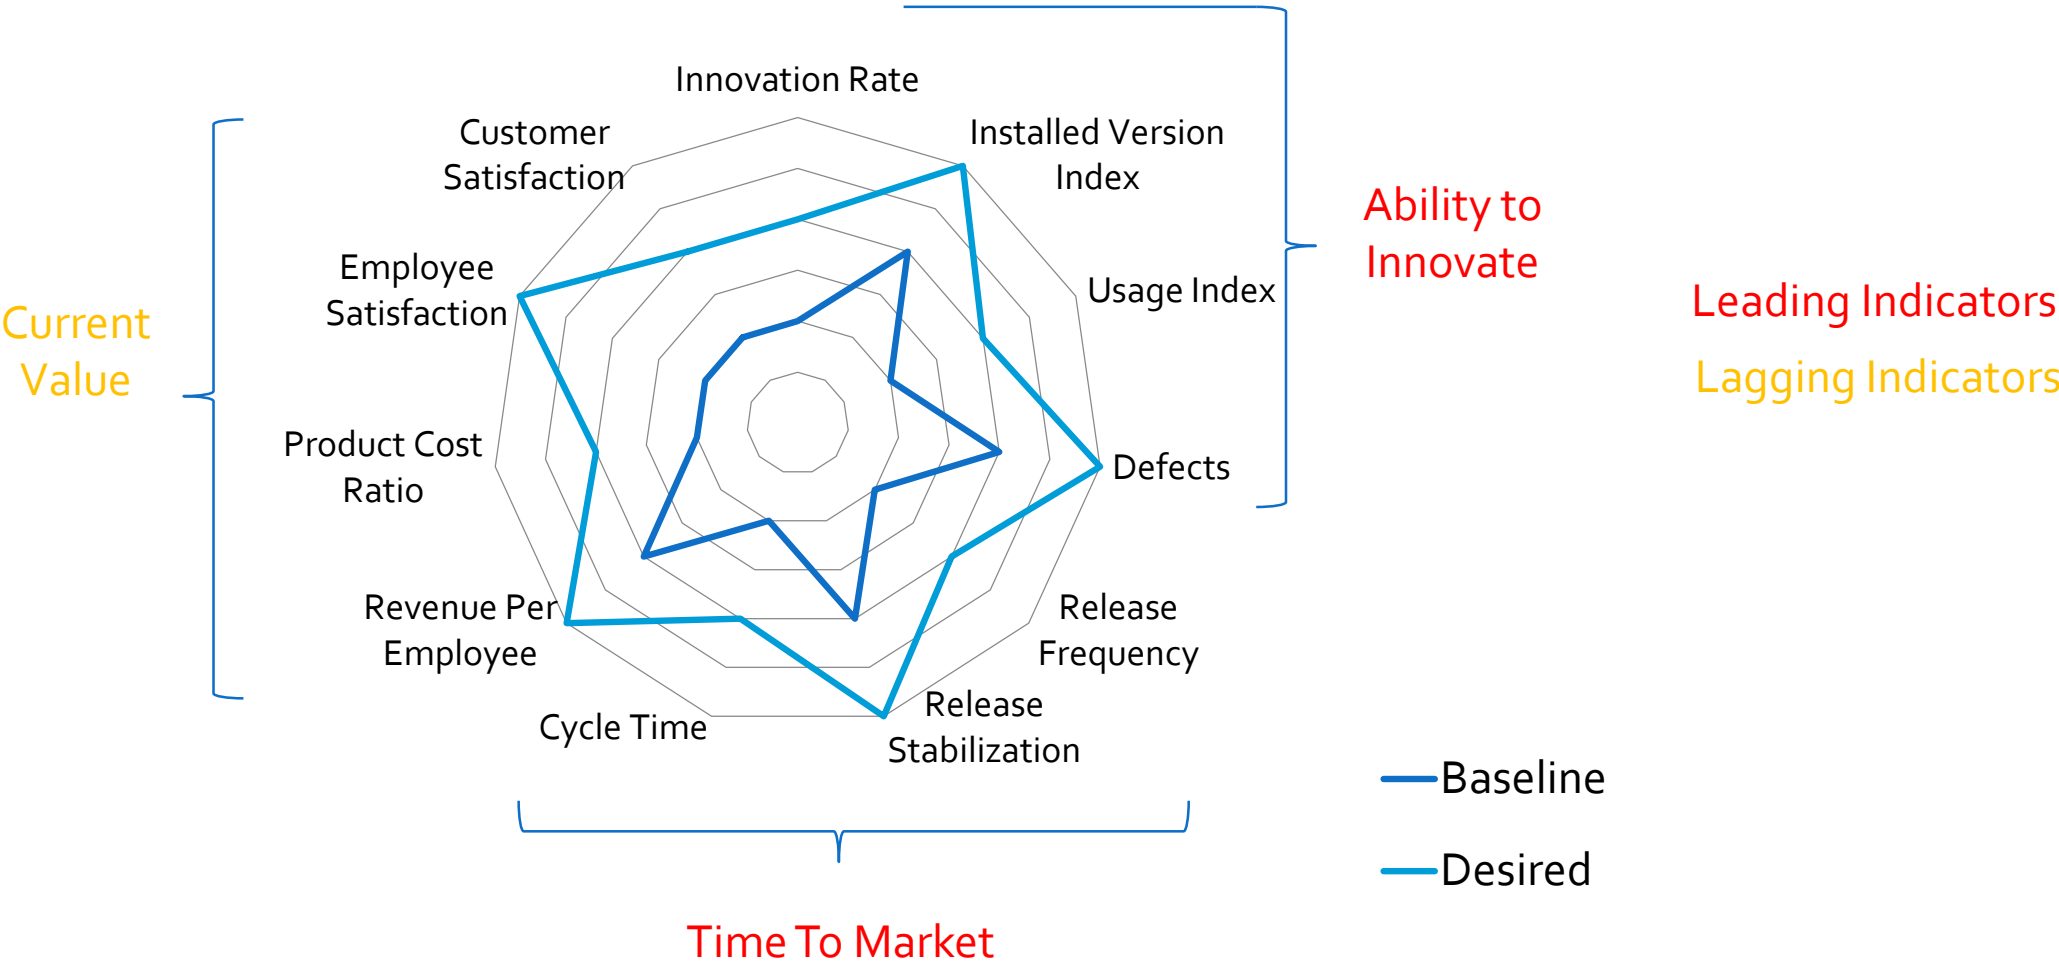 Innovation Rate
Customer
Satisfaction
Installed Version
Index
Employee
Satisfaction
Usage Index
Current
Value
Ability to
Innovate
Leading Indicators
Lagging Indicators
Product Cost
Ratio
Defects
Revenue Per
Employee
Release
Frequency
Cycle Time
Release
Stabilization
Baseline
Desired
Time To Market